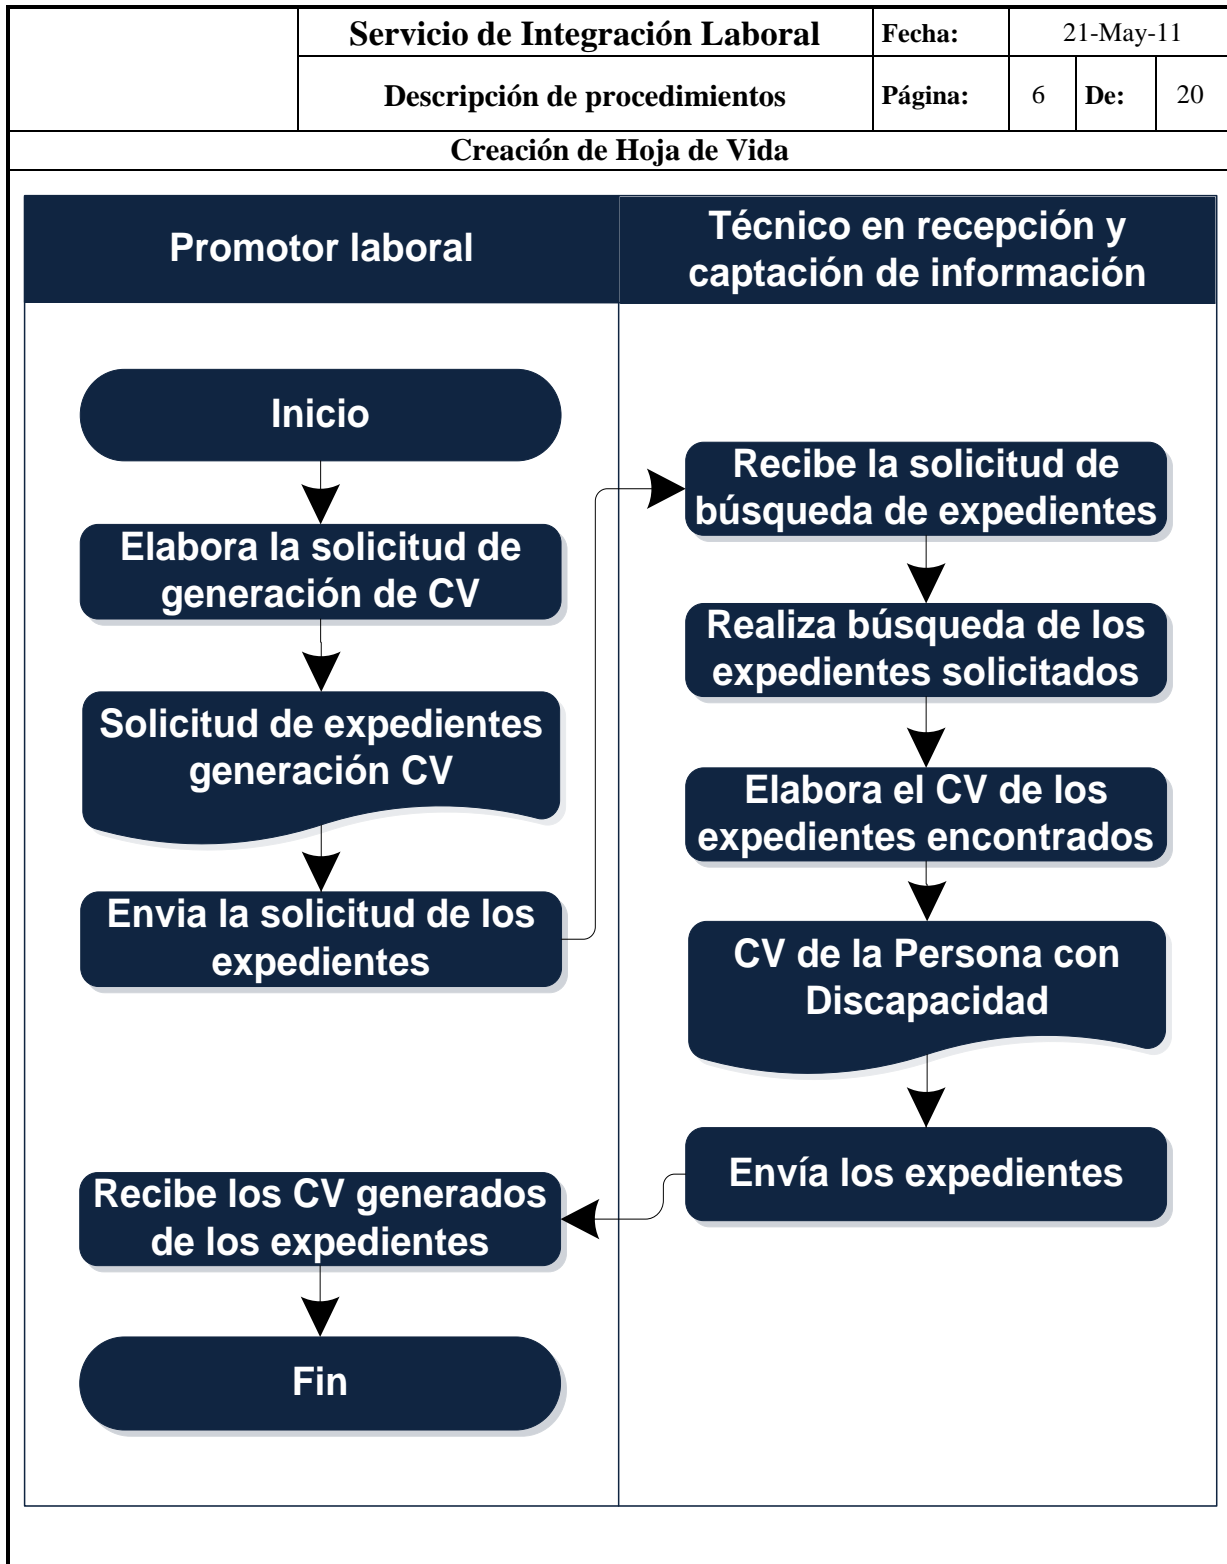 Servicio de Integración Laboral
Fecha:
21-May-11
Descripción de procedimientos
Página:
6
De:
20
Creación de Hoja de Vida
Promotor laboral
Técnico en recepción y
captación de información
Inicio
Elabora la solicitud de
generación de CV
Solicitud de expedientes
generación CV
Envia la solicitud de los
expedientes
Recibe la solicitud de
búsqueda de expedientes
Realiza búsqueda de los
expedientes solicitados
Elabora el CV de los
expedientes encontrados
CV de la Persona con
Discapacidad
Envía los expedientes
Recibe los CV generados
de los expedientes
Fin